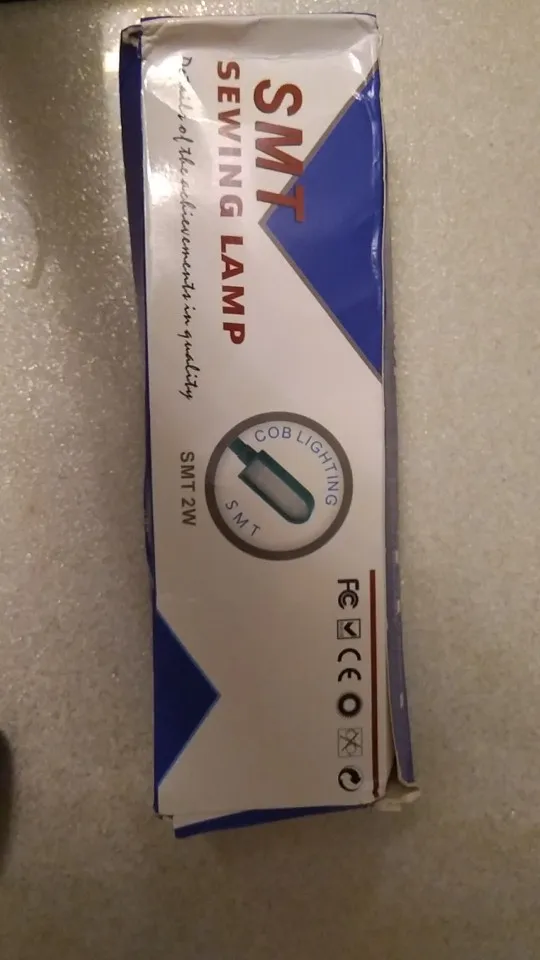 SMT
SEWING LAMP
Details of the achievements in quality
COB LIGHTING
SMT
SMT 2W
FC CE